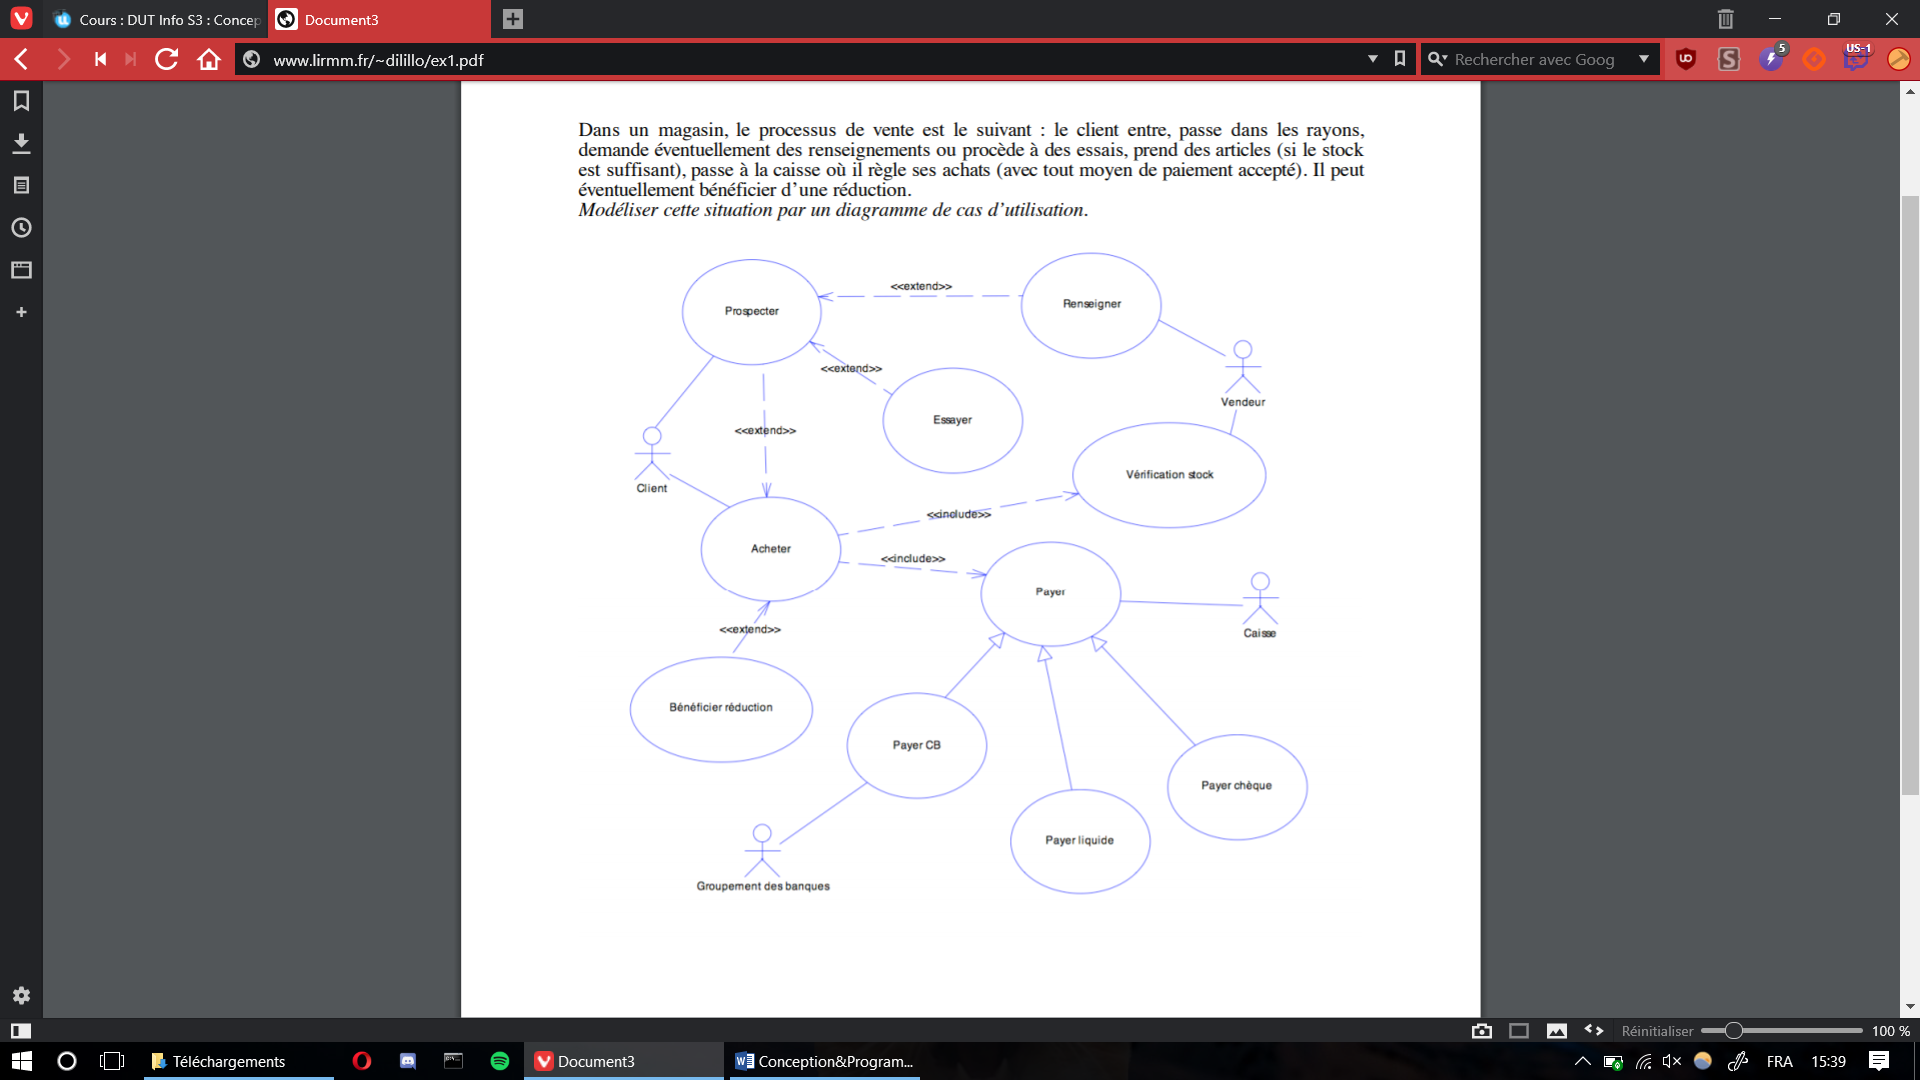 Cours : DUT Info S3 : Concep
Document3
www.lirmm.fr/~dilillo/ex1.pdf
Rechercher avec Goog
5
US-1
Dans un magasin, le processus de vente est le suivant : le client entre, passe dans les rayons,
demande éventuellement des renseignements ou procède à des essais, prend des articles (si le stock
est suffisant), passe à la caisse où il règle ses achats (avec tout moyen de paiement accepté). Il peut
éventuellement bénéficier d’une réduction.
Modéliser cette situation par un diagramme de cas d’utilisation.
<<extend>>
Renseigner
Prospecter
<<extend>>
Vendeur
Essayer
<<extend>>
Vérification stock
Client
<<include>>
Acheter
<<include>>
Payer
<<extend>>
Caisse
Bénéficier réduction
Payer CB
Payer chèque
Payer liquide
Groupement des banques
Réinitialiser
100 %
Téléchargements
Document3
Conception&Program...
FRA
15:39